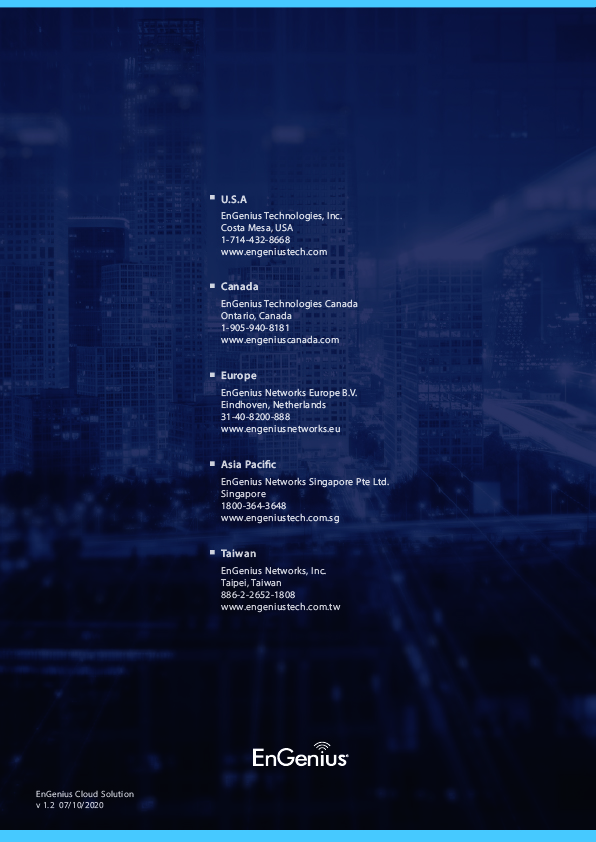 U.S.A
EnGenius Technologies, Inc.
Costa Mesa, USA
1-714-432-8668
www.engeniustech.com
Canada
EnGenius Technologies Canada
Ontario, Canada
1-905-940-8181
www.engeniuscanada.com
Europe
EnGenius Networks Europe B.V.
Eindhoven, Netherlands
31-40-8200-888
www.engeniusnetworks.eu
Asia Pacific
EnGenius Networks Singapore Pte Ltd.
Singapore
1800-364-3648
www.engeniustech.com.sg
Taiwan
EnGenius Networks, Inc.
Taipei, Taiwan
886-2-2652-1808
www.engeniustech.com.tw
EnGenius
EnGenius Cloud Solution
v 1.2 07/10/2020